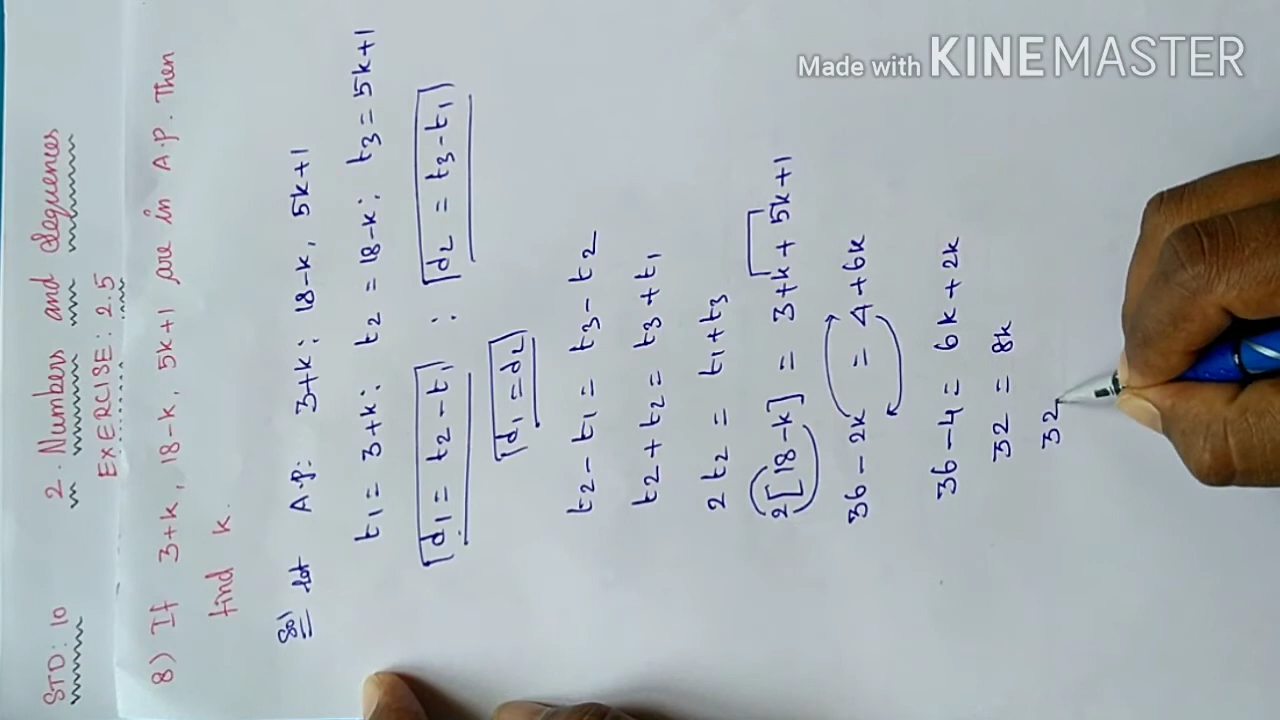 STD: 10 2. Numbers and Sequences
EXERCISE: 2.5
8) If 3+k, 18-k, 5k+1 are in A.P. Then
find k.
Sol let A.P: 3+k; 18-k, 5k+1
t1 = 3+k; t2 = 18-k; t3 = 5k+1
d1 = t2 - t1 ; d2 = t3 - t1
d1 = d2
t2 - t1 = t3 - t2
t2 + t2 = t3 + t1
2t2 = t1 + t3
2[18-k] = 3+k+5k+1
36-2k = 4+6k
36-4 = 6k+2k
32 = 8k
32
Made with KINEMASTER